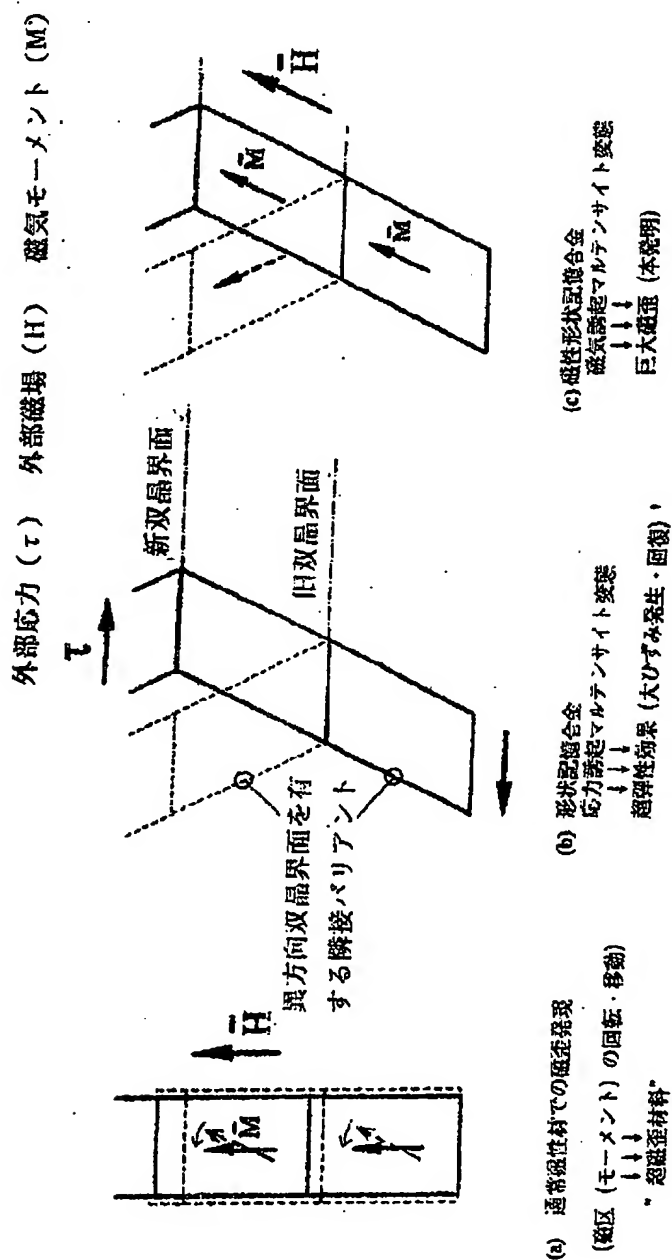 外部応力(τ) 外部磁場(H) 磁気モーメント(M)
H̄
M̄
M̄
(a) 通常磁性材での磁歪発現
(磁区(モーメント)の回転・移動)
↓↓↓
"超磁歪材料"
τ
新双晶界面
旧双晶界面
異方向双晶界面を有
する隣接バリアント
(b) 形状記憶合金
応力誘起マルテンサイト変態
↓↓↓
超弾性効果(大ひずみ発生・回復)
H̄
M̄
M̄
(c) 磁性形状記憶合金
磁気誘起マルテンサイト変態
↓↓↓
巨大磁歪(本発明)